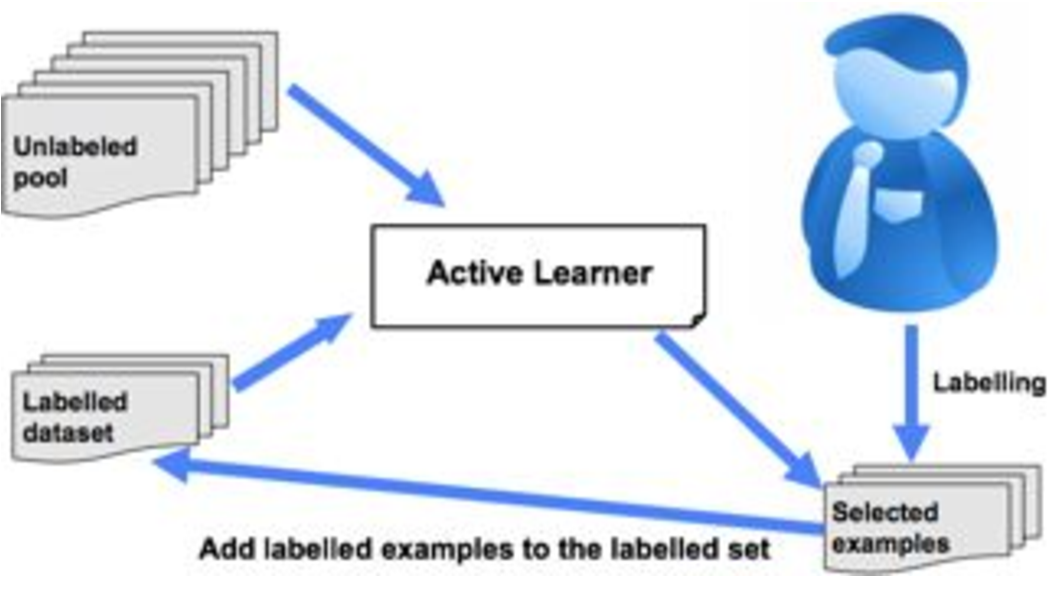 Unlabeled
pool
Active Learner
Labelled
dataset
Labelling
Selected
examples
Add labelled examples to the labelled set